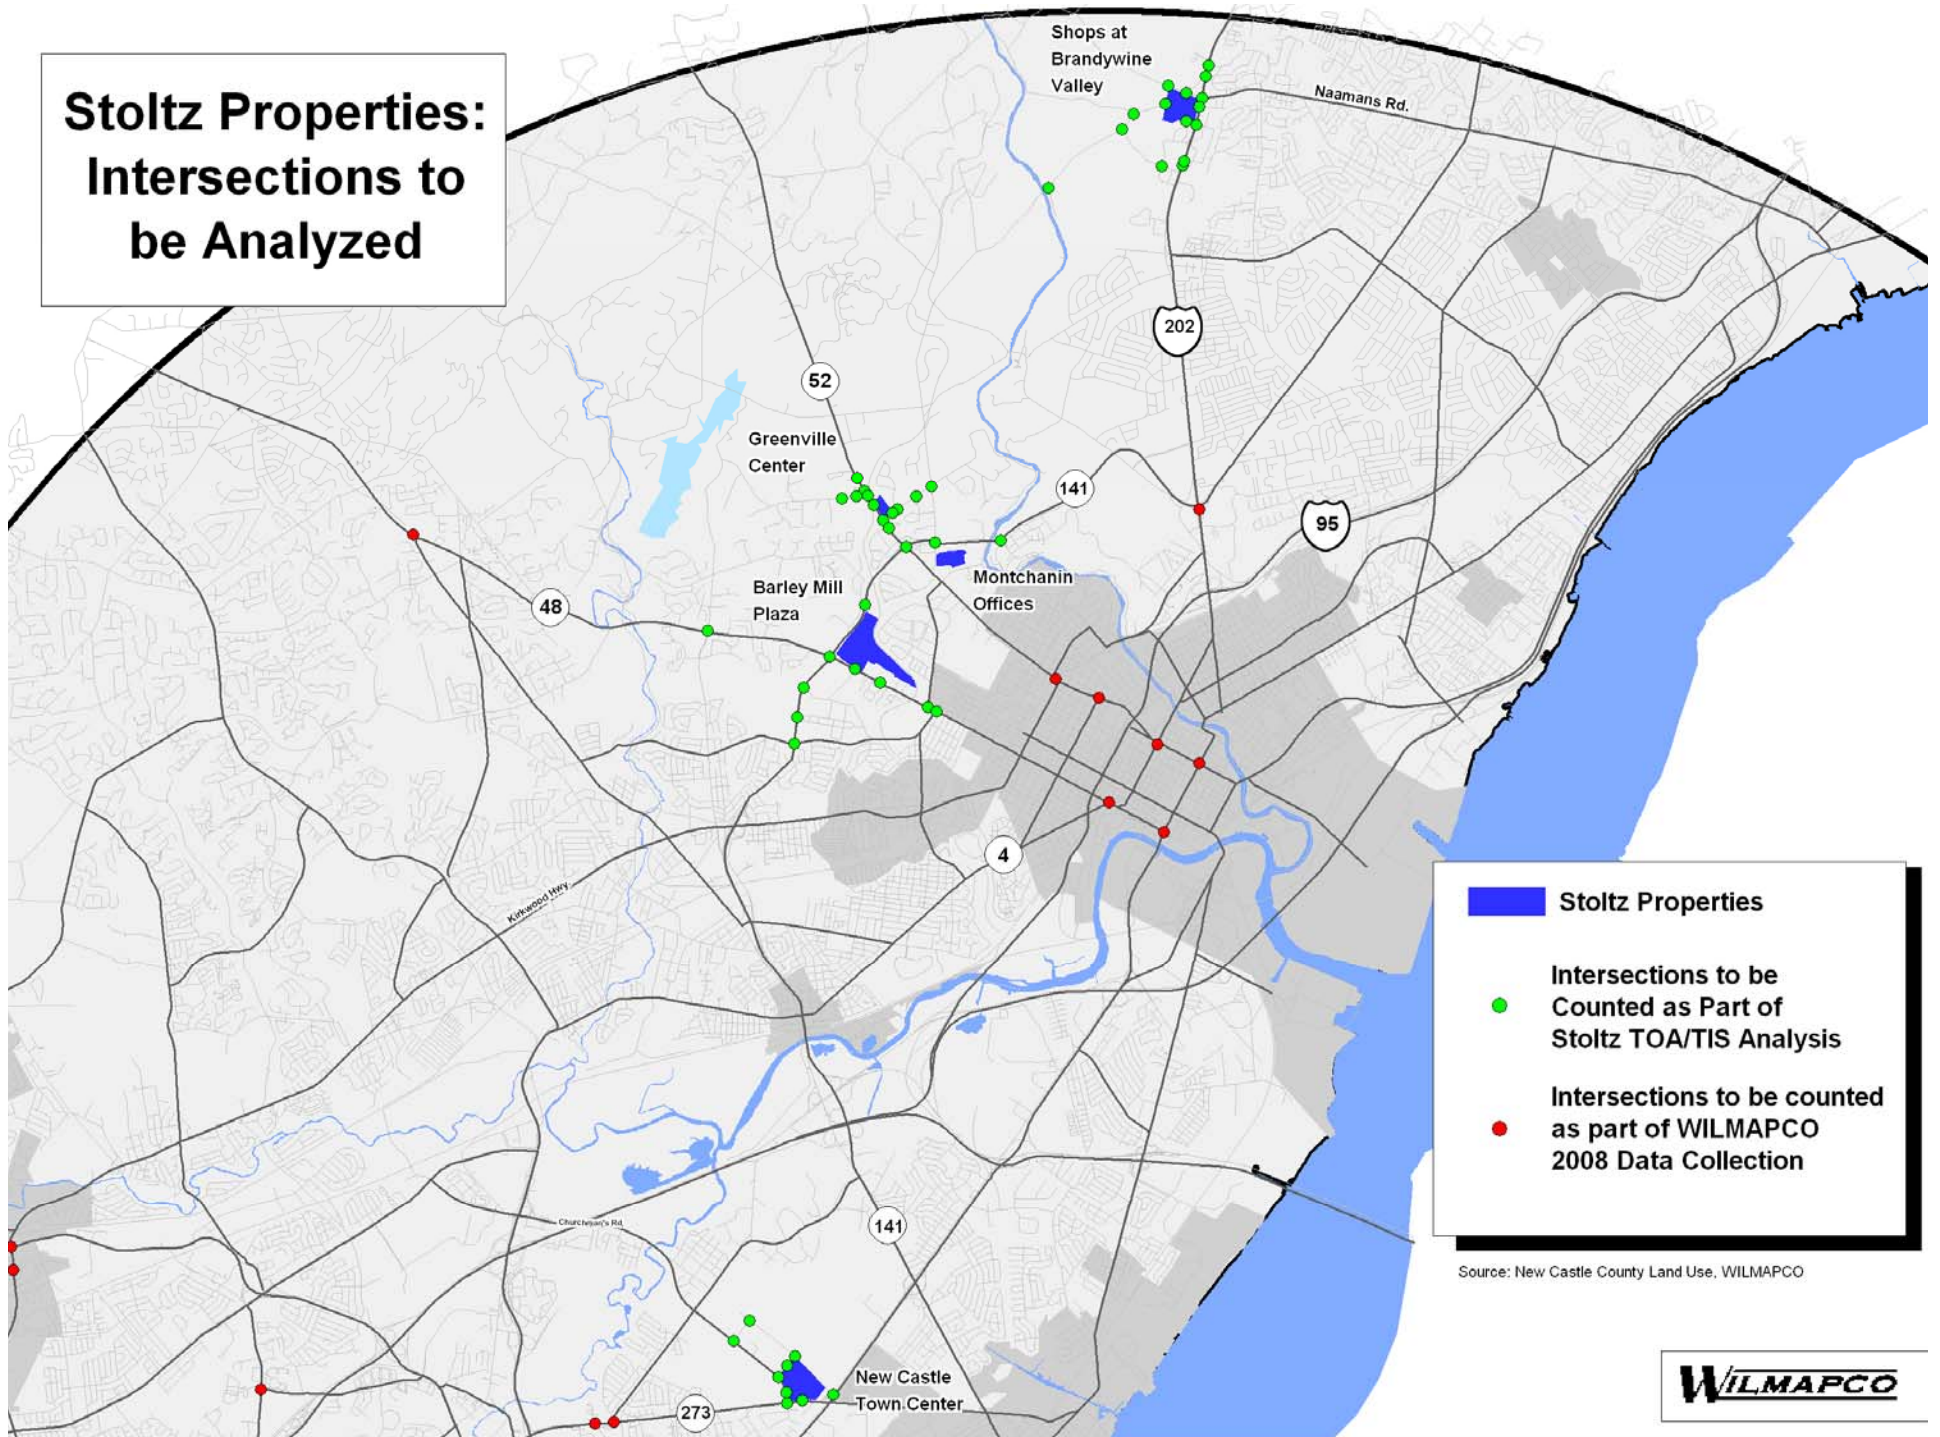 Stoltz Properties:
Intersections to
be Analyzed
Shops at
Brandywine
Valley
Naamans Rd.
202
52
Greenville
Center
141
95
Montchanin
Offices
Barley Mill
Plaza
48
4
Kirkwood Hwy
Stoltz Properties
Intersections to be
Counted as Part of
Stoltz TOA/TIS Analysis
Intersections to be counted
as part of WILMAPCO
2008 Data Collection
Churchman's Rd.
141
Source: New Castle County Land Use, WILMAPCO
New Castle
Town Center
273
WILMAPCO